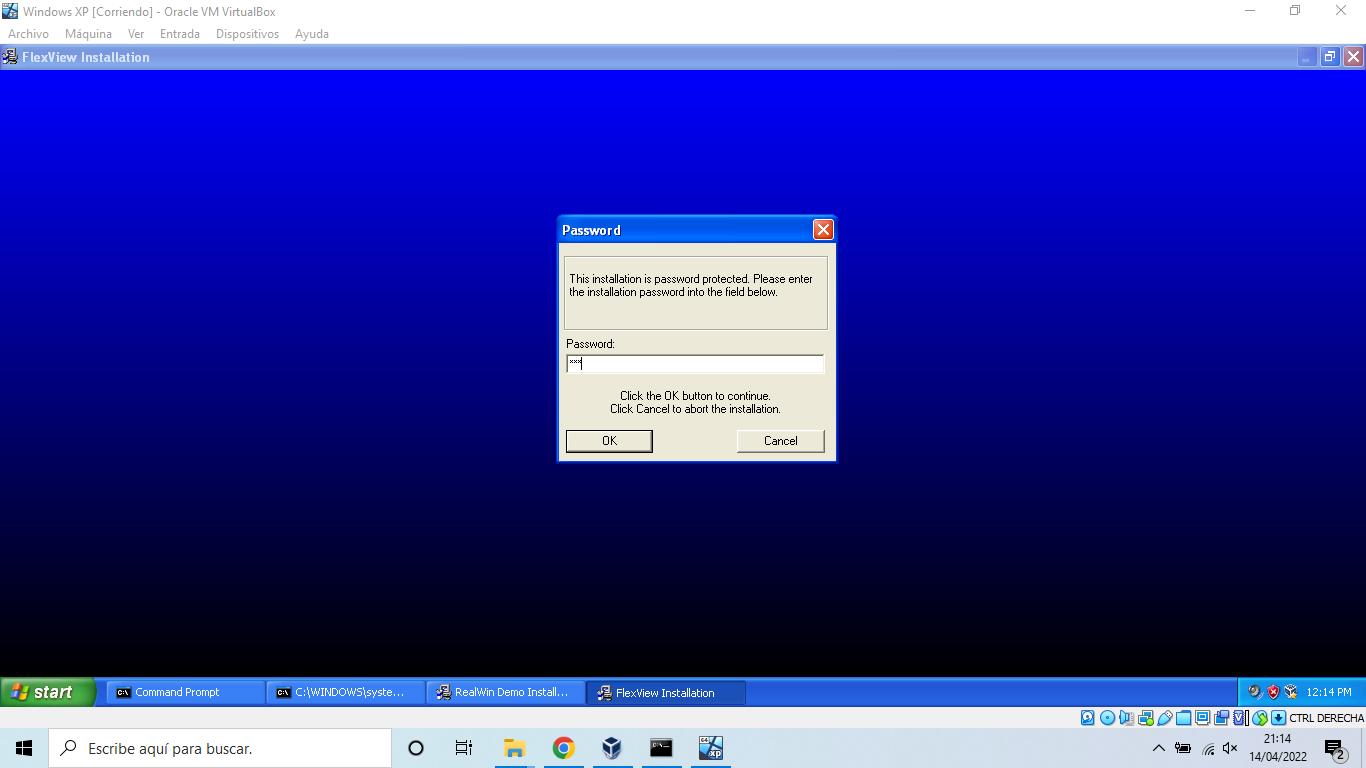 Windows XP [Corriendo] - Oracle VM VirtualBox
Archivo Máquina Ver Entrada Dispositivos Ayuda
FlexView Installation
Password
This installation is password protected. Please enter
the installation password into the field below.
Password:
***
Click the OK button to continue.
Click Cancel to abort the installation.
OK Cancel
start Command Prompt C:\WINDOWS\syste... RealWin Demo Install... FlexView Installation 12:14 PM
CTRL DERECHA
Escribe aquí para buscar.
21:14
14/04/2022
2